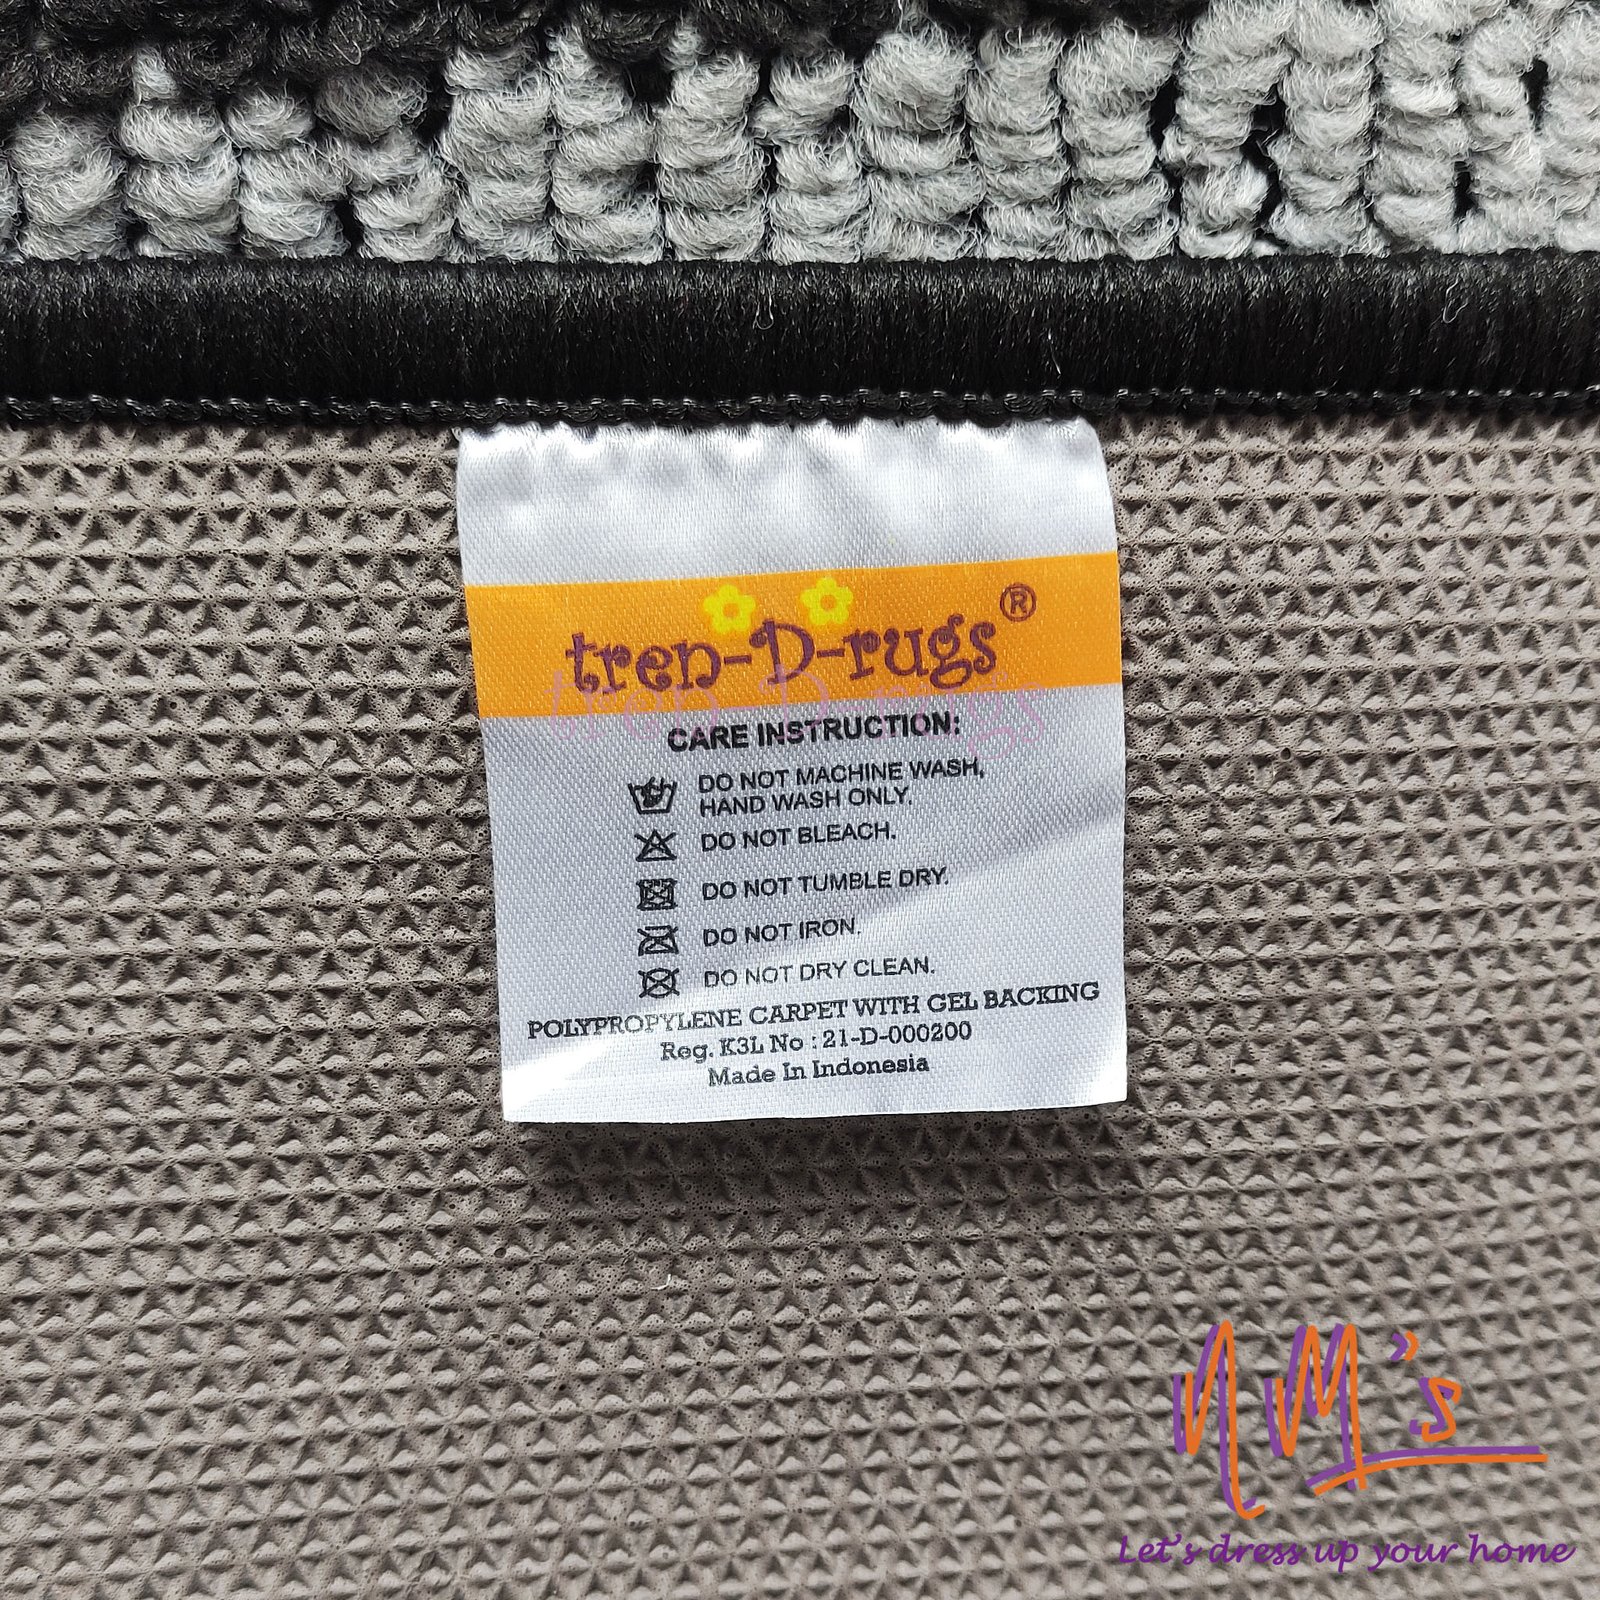 tren-D-rugs®
tren-D-rugs
CARE INSTRUCTION:
DO NOT MACHINE WASH,
HAND WASH ONLY.
DO NOT BLEACH.
DO NOT TUMBLE DRY.
DO NOT IRON.
DO NOT DRY CLEAN.
POLYPROPYLENE CARPET WITH GEL BACKING
Reg. K3L No : 21-D-000200
Made In Indonesia
NM's
Let's dress up your home